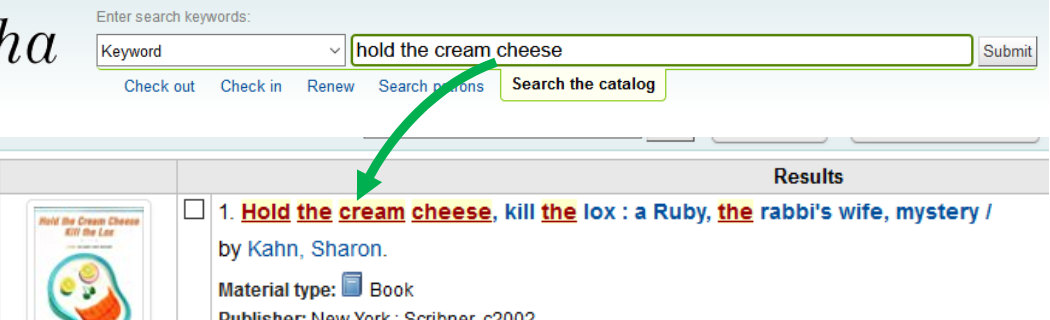 Enter search keywords:
ha
Keyword hold the cream cheese Submit
Check out Check in Renew Search patrons Search the catalog
Results
Hold the Cream Cheese
Kill the Lox
1. Hold the cream cheese, kill the lox : a Ruby, the rabbi's wife, mystery /
by Kahn, Sharon.
Material type: Book
Publisher: New York : Scribner, c2002